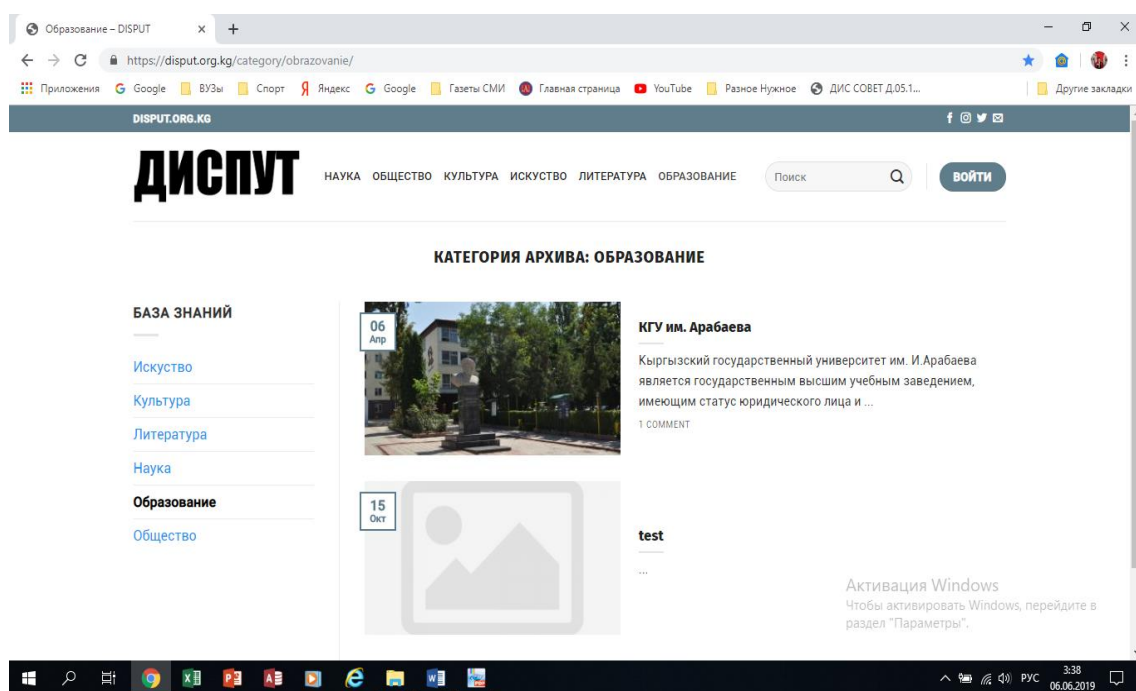 Образование – DISPUT
https://disput.org.kg/category/obrazovanie/
Приложения Google ВУЗы Спорт Яндекс Google Газеты СМИ Главная страница YouTube Разное Нужное ДИС СОВЕТ Д.05.1... Другие закладки
DISPUT.ORG.KG
ДИСПУТ
НАУКА ОБЩЕСТВО КУЛЬТУРА ИСКУСТВО ЛИТЕРАТУРА ОБРАЗОВАНИЕ Поиск ВОЙТИ
КАТЕГОРИЯ АРХИВА: ОБРАЗОВАНИЕ
БАЗА ЗНАНИЙ
Искуство
Культура
Литература
Наука
Образование
Общество
06
Апр
КГУ им. Арабаева
Кыргызский государственный университет им. И.Арабаева
является государственным высшим учебным заведением,
имеющим статус юридического лица и ...
1 COMMENT
15
Окт
test
...
Активация Windows
Чтобы активировать Windows, перейдите в
раздел "Параметры".
РУС
3:38
06.06.2019